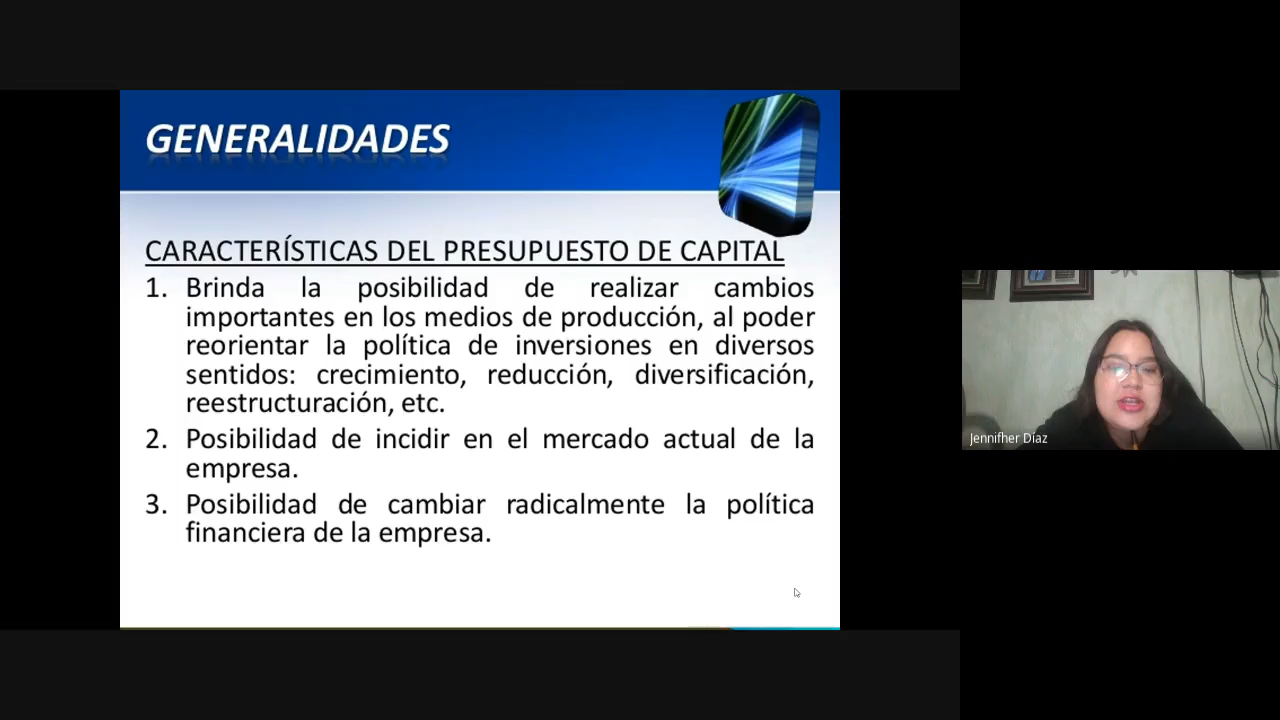 GENERALIDADES
CARACTERÍSTICAS DEL PRESUPUESTO DE CAPITAL
1. Brinda la posibilidad de realizar cambios
importantes en los medios de producción, al poder
reorientar la política de inversiones en diversos
sentidos: crecimiento, reducción, diversificación,
reestructuración, etc.
2. Posibilidad de incidir en el mercado actual de la
empresa.
3. Posibilidad de cambiar radicalmente la política
financiera de la empresa.
Jennifher Díaz